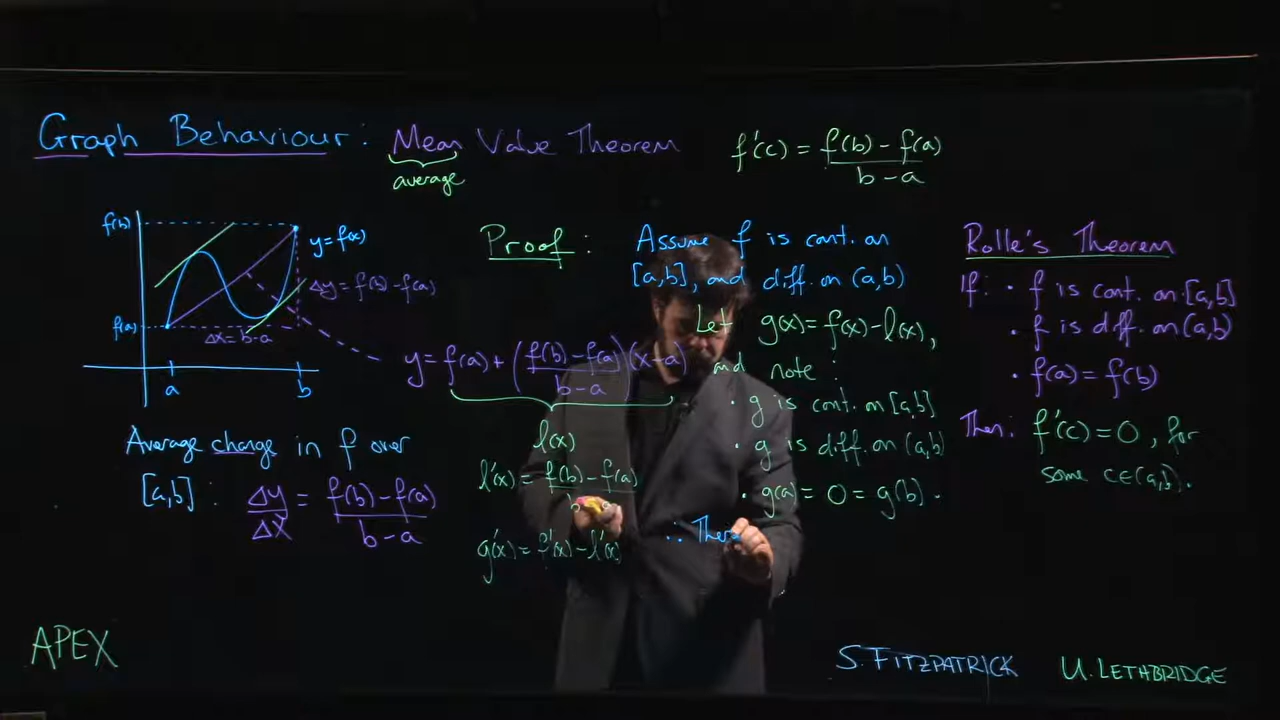 Graph Behaviour: Mean Value Theorem
average
f'(c) = f(b) - f(a) / b - a
f(b)
y = f(x)
Δy = f(b) - f(a)
f(a)
Δx = b - a
a
b
Average change in f over
[a,b]: Δy/ΔX = f(b) - f(a) / b - a
y = f(a) + (f(b) - f(a) / b - a)(x - a)
l(x)
l'(x) = f(b) - f(a)
g'(x) = f'(x) - l'(x)
Proof: Assume f is cont. on
[a,b], and diff. on (a,b)
Let g(x) = f(x) - l(x),
and note:
· g is cont. on [a,b]
· g is diff. on (a,b)
· g(a) = 0 = g(b).
∴ There
Rolle's Theorem
If: · f is cont. on [a,b]
· f is diff. on (a,b)
· f(a) = f(b)
Then: f'(c) = 0, for
some c∈(a,b).
APEX
S. FITZPATRICK
U. LETHBRIDGE